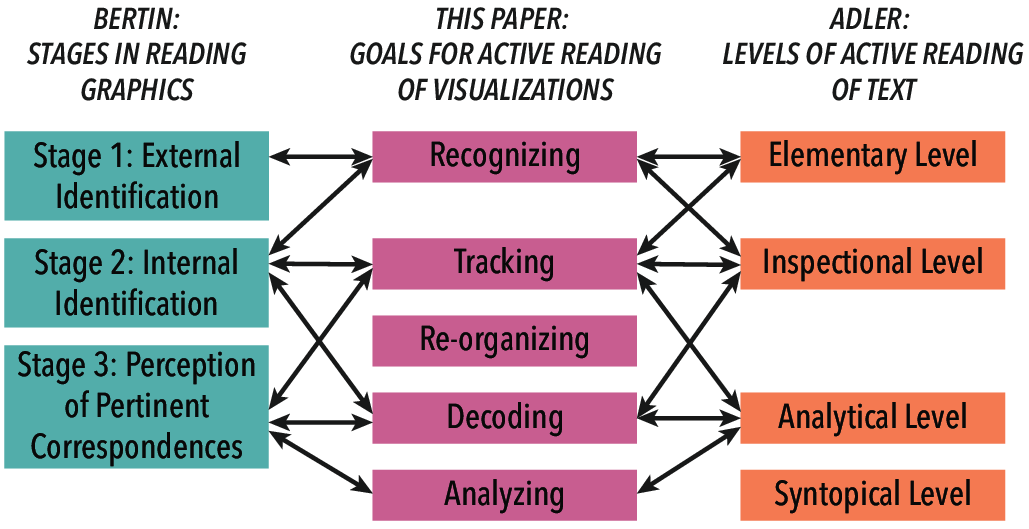 BERTIN:
STAGES IN READING
GRAPHICS
THIS PAPER:
GOALS FOR ACTIVE READING
OF VISUALIZATIONS
ADLER:
LEVELS OF ACTIVE READING
OF TEXT
Stage 1: External
Identification
Stage 2: Internal
Identification
Stage 3: Perception
of Pertinent
Correspondences
Recognizing
Tracking
Re-organizing
Decoding
Analyzing
Elementary Level
Inspectional Level
Analytical Level
Syntopical Level